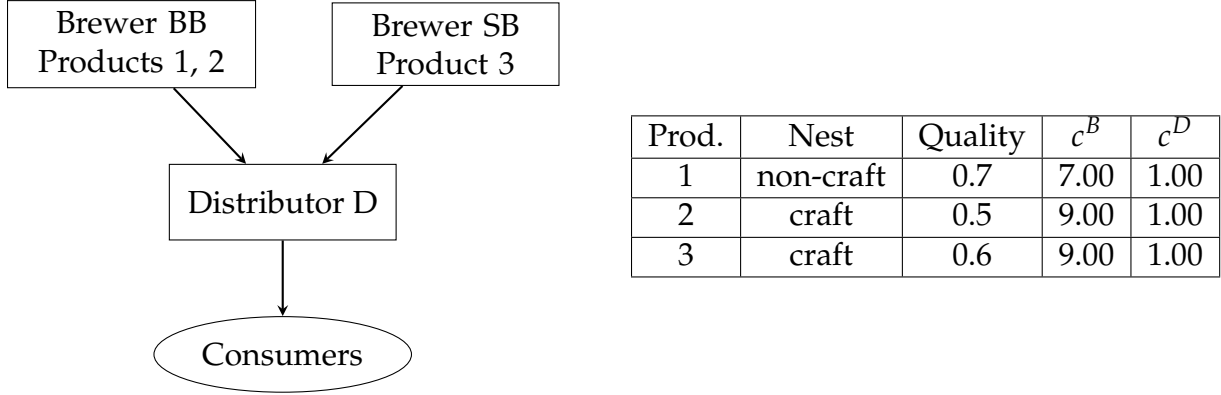 Brewer BB
Products 1, 2
Brewer SB
Product 3
Distributor D
Consumers
Prod. Nest Quality c^B c^D
1 non-craft 0.7 7.00 1.00
2 craft 0.5 9.00 1.00
3 craft 0.6 9.00 1.00